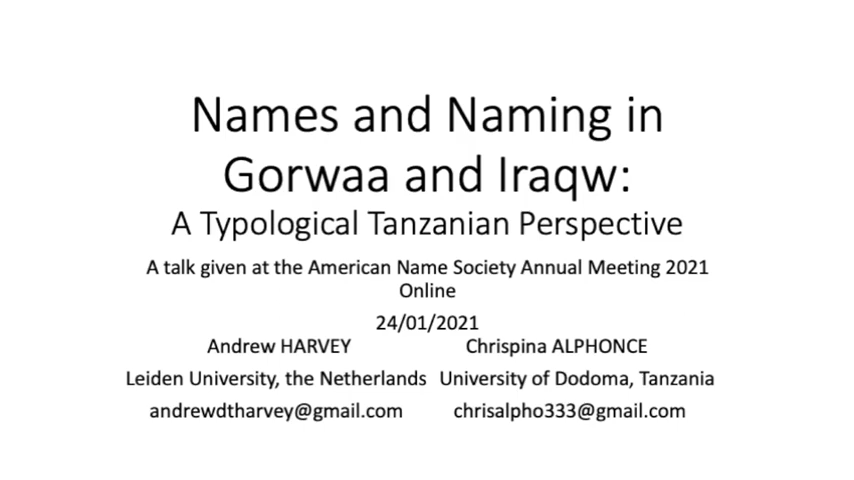 Names and Naming in
Gorwaa and Iraqw:
A Typological Tanzanian Perspective
A talk given at the American Name Society Annual Meeting 2021
Online
24/01/2021
Andrew HARVEY Chrispina ALPHONCE
Leiden University, the Netherlands University of Dodoma, Tanzania
andrewdtharvey@gmail.com chrisalpho333@gmail.com